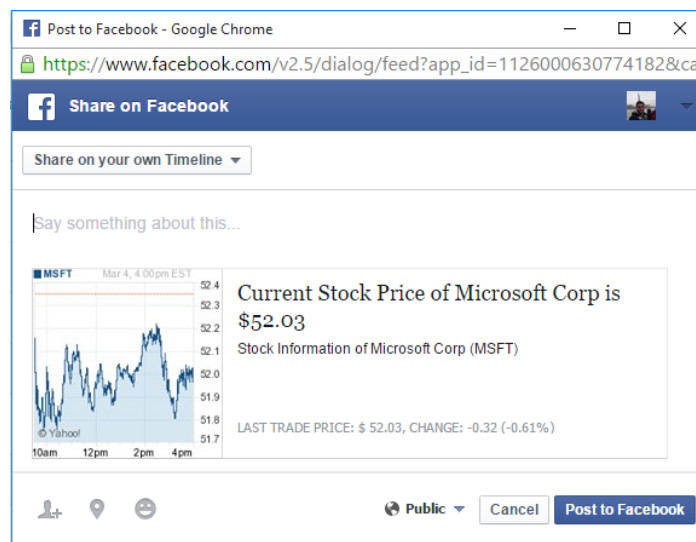 Post to Facebook - Google Chrome
https://www.facebook.com/v2.5/dialog/feed?app_id=1126000630774182&ca
Share on Facebook
Share on your own Timeline
Say something about this...
MSFT Mar 4, 4:00pm EST
52.4
52.3
52.2
52.1
52.0
51.9
51.8
51.7
© Yahoo!
10am 12pm 2pm 4pm
Current Stock Price of Microsoft Corp is
$52.03
Stock Information of Microsoft Corp (MSFT)
LAST TRADE PRICE: $ 52.03, CHANGE: -0.32 (-0.61%)
Public Cancel Post to Facebook